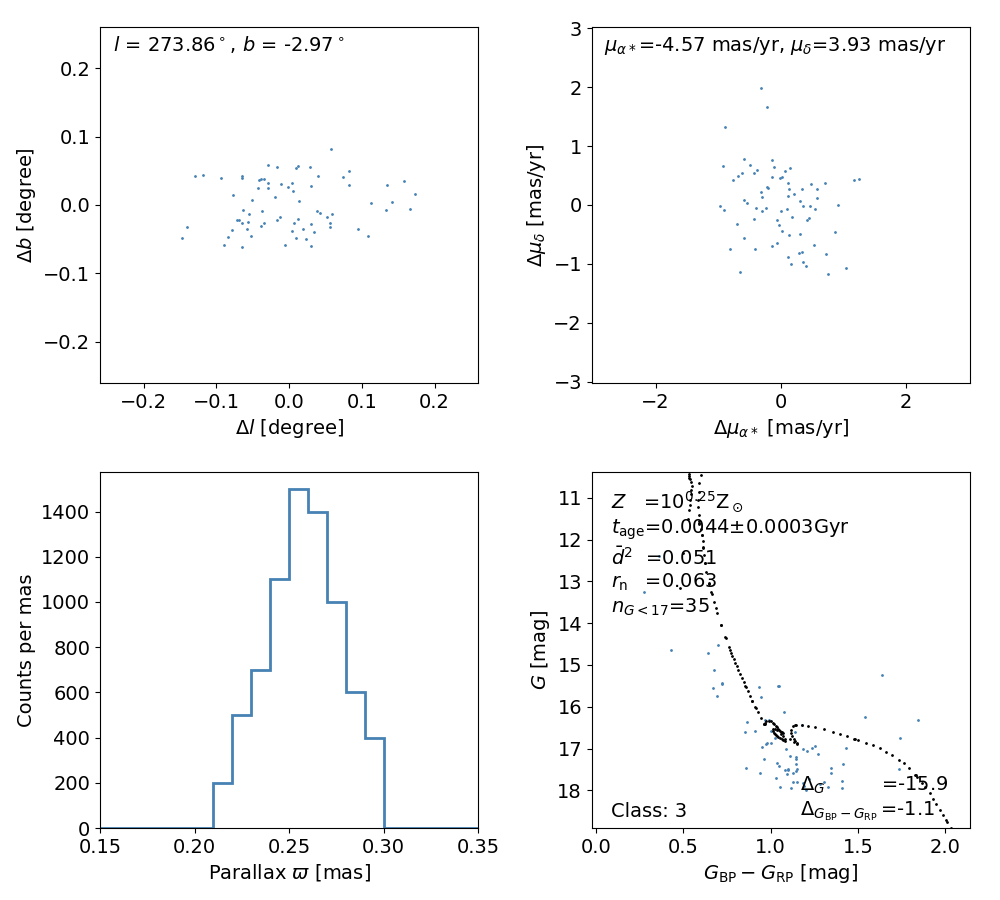 l = 273.86°, b = -2.97°
0.2
0.1
0.0
−0.1
−0.2
Δb [degree]
−0.2 −0.1 0.0 0.1 0.2
Δl [degree]
μα*=-4.57 mas/yr, μδ=3.93 mas/yr
3
2
1
0
−1
−2
−3
Δμδ [mas/yr]
−2 0 2
Δμα* [mas/yr]
1400
1200
1000
800
600
400
200
0
Counts per mas
0.15 0.20 0.25 0.30 0.35
Parallax ϖ [mas]
Z =10^0.25 Z⊙
t_age=0.0044±0.0003Gyr
d̄² =0.051
r_n =0.063
n_G<17=35
Δ_G =-15.9
Δ_G_BP−G_RP =-1.1
Class: 3
11
12
13
14
15
16
17
18
G [mag]
0.0 0.5 1.0 1.5 2.0
G_BP − G_RP [mag]